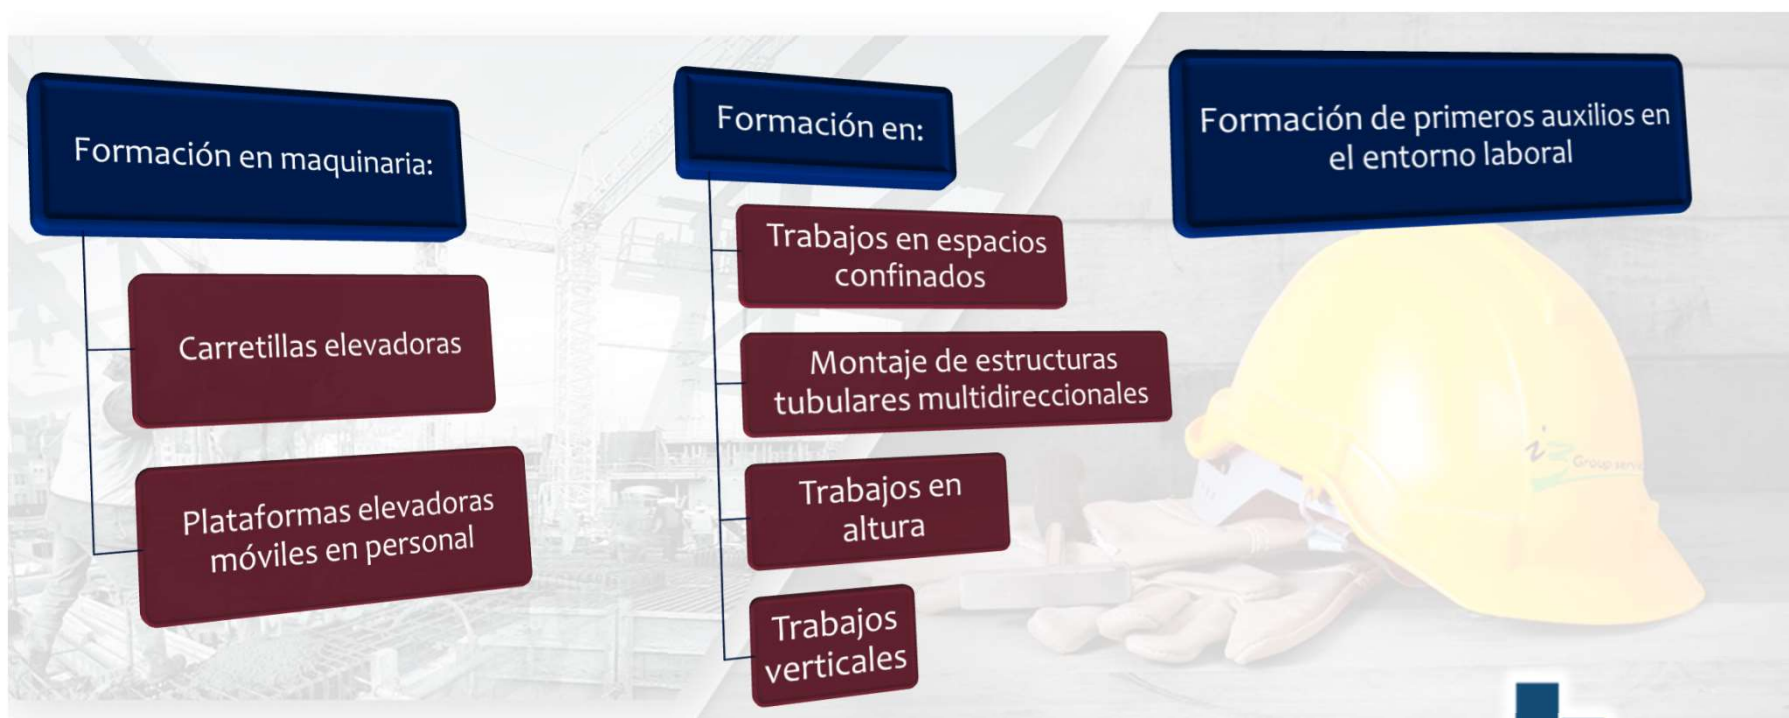 Formación en maquinaria:
Carretillas elevadoras
Plataformas elevadoras
móviles en personal
Formación en:
Trabajos en espacios
confinados
Montaje de estructuras
tubulares multidireccionales
Trabajos en
altura
Trabajos
verticales
Formación de primeros auxilios en
el entorno laboral
Group